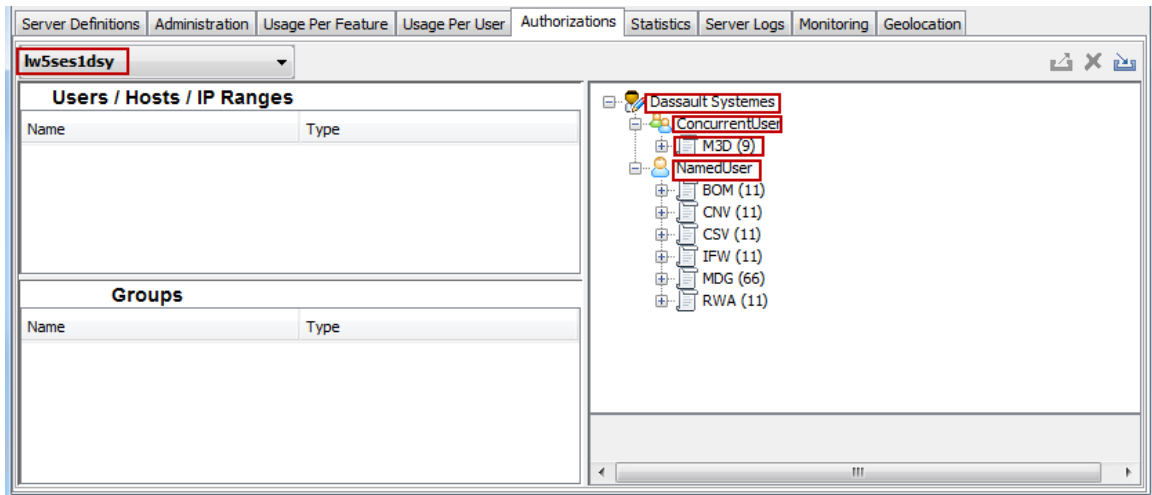 Server Definitions Administration Usage Per Feature Usage Per User Authorizations Statistics Server Logs Monitoring Geolocation
lw5ses1dsy
Users / Hosts / IP Ranges
Name Type
Groups
Name Type
Dassault Systemes
ConcurrentUser
M3D (9)
NamedUser
BOM (11)
CNV (11)
CSV (11)
IFW (11)
MDG (66)
RWA (11)